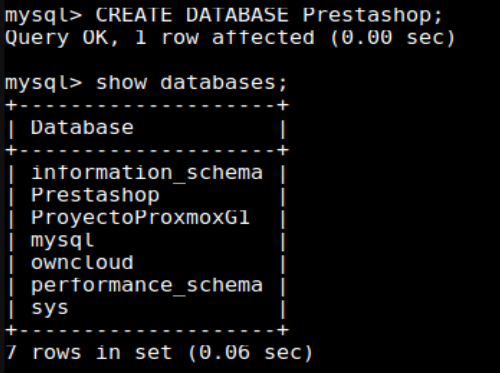 mysql> CREATE DATABASE Prestashop;
Query OK, 1 row affected (0.00 sec)
mysql> show databases;
+--------------------+
| Database           |
+--------------------+
| information_schema |
| Prestashop         |
| ProyectoProxmoxG1  |
| mysql              |
| owncloud           |
| performance_schema |
| sys                |
+--------------------+
7 rows in set (0.06 sec)